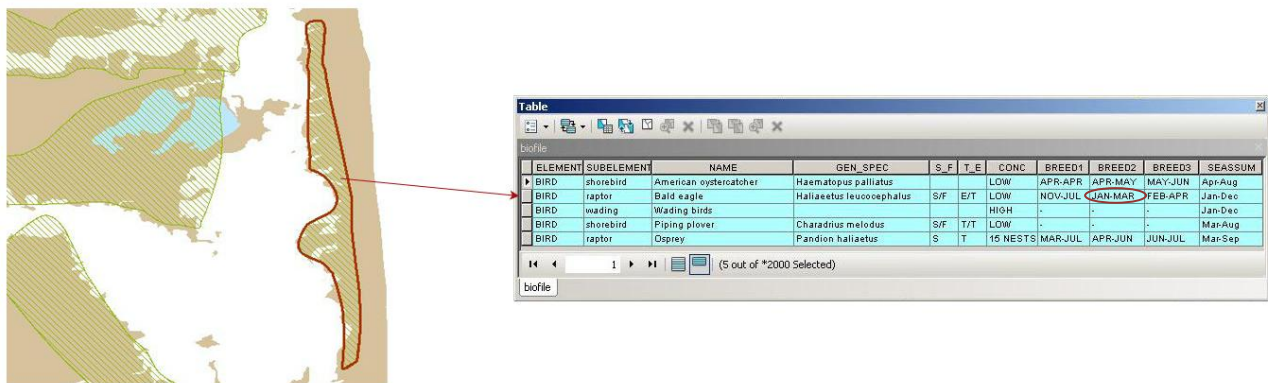 Table
biofile
ELEMENT SUBELEMENT NAME GEN_SPEC S_F T_E CONC BREED1 BREED2 BREED3 SEASSUM
BIRD shorebird American oystercatcher Haematopus palliatus LOW APR-APR APR-MAY MAY-JUN Apr-Aug
BIRD raptor Bald eagle Haliaeetus leucocephalus S/F E/T LOW NOV-JUL JAN-MAR FEB-APR Jan-Dec
BIRD wading Wading birds HIGH - - - Jan-Dec
BIRD shorebird Piping plover Charadrius melodus S/F T/T LOW - - - Mar-Aug
BIRD raptor Osprey Pandion haliaetus S T 15 NESTS MAR-JUL APR-JUN JUN-JUL Mar-Sep
1 (5 out of *2000 Selected)
biofile